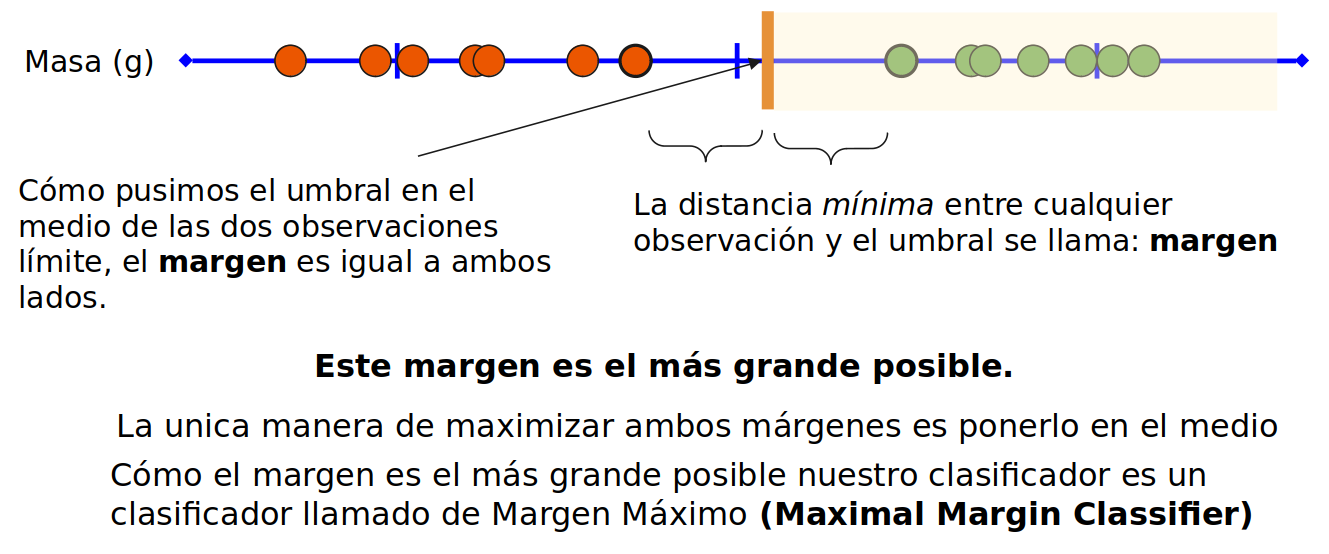 Masa (g)
Cómo pusimos el umbral en el
medio de las dos observaciones
límite, el margen es igual a ambos
lados.
La distancia mínima entre cualquier
observación y el umbral se llama: margen
Este margen es el más grande posible.
La unica manera de maximizar ambos márgenes es ponerlo en el medio
Cómo el margen es el más grande posible nuestro clasificador es un
clasificador llamado de Margen Máximo (Maximal Margin Classifier)